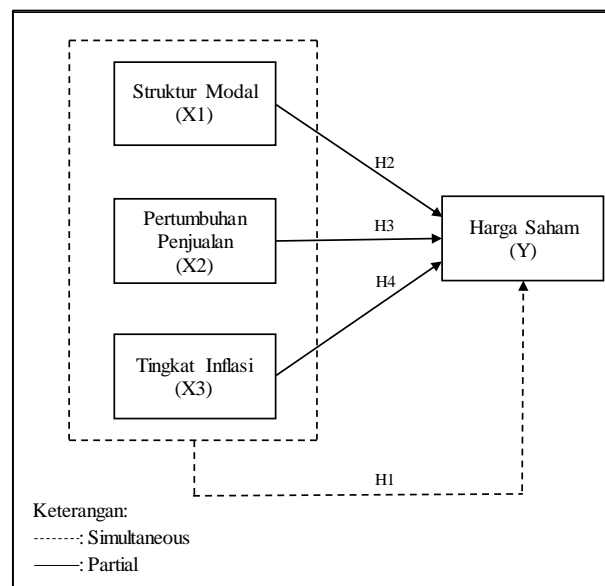 Struktur Modal
(X1)
H2
Pertumbuhan
Penjualan
(X2)
H3
Harga Saham
(Y)
H4
Tingkat Inflasi
(X3)
H1
Keterangan:
: Simultaneous
: Partial